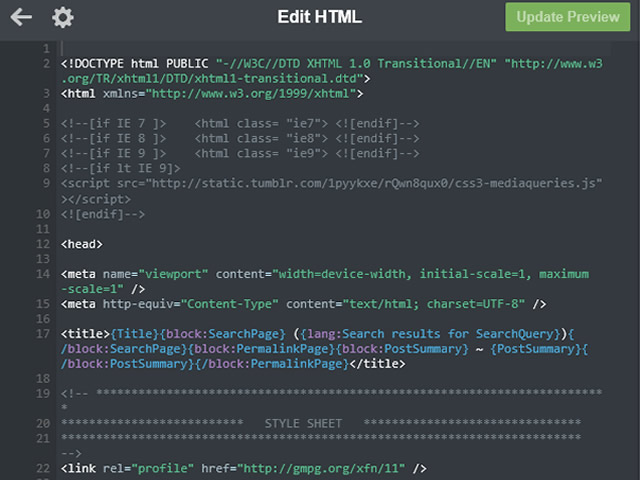 Edit HTML
Update Preview
1
2 <!DOCTYPE html PUBLIC "-//W3C//DTD XHTML 1.0 Transitional//EN" "http://www.w3
.org/TR/xhtml1/DTD/xhtml1-transitional.dtd">
3 <html xmlns="http://www.w3.org/1999/xhtml">
4
5 <!--[if IE 7 ]>    <html class= "ie7"> <![endif]-->
6 <!--[if IE 8 ]>    <html class= "ie8"> <![endif]-->
7 <!--[if IE 9 ]>    <html class= "ie9"> <![endif]-->
8 <!--[if lt IE 9]>
9 <script src="http://static.tumblr.com/1pyykxe/rQwn8qux0/css3-mediaqueries.js"
></script>
10 <![endif]-->
11
12 <head>
13
14 <meta name="viewport" content="width=device-width, initial-scale=1, maximum
-scale=1" />
15 <meta http-equiv="Content-Type" content="text/html; charset=UTF-8" />
16
17 <title>{Title}{block:SearchPage} ({lang:Search results for SearchQuery}){
/block:SearchPage}{block:PermalinkPage}{block:PostSummary} ~ {PostSummary}{
/block:PostSummary}{/block:PermalinkPage}</title>
18
19 <!-- ************************************************************************
*
20 **************************   STYLE SHEET   *******************************
21 **************************************************************************
-->
22 <link rel="profile" href="http://gmpg.org/xfn/11" />